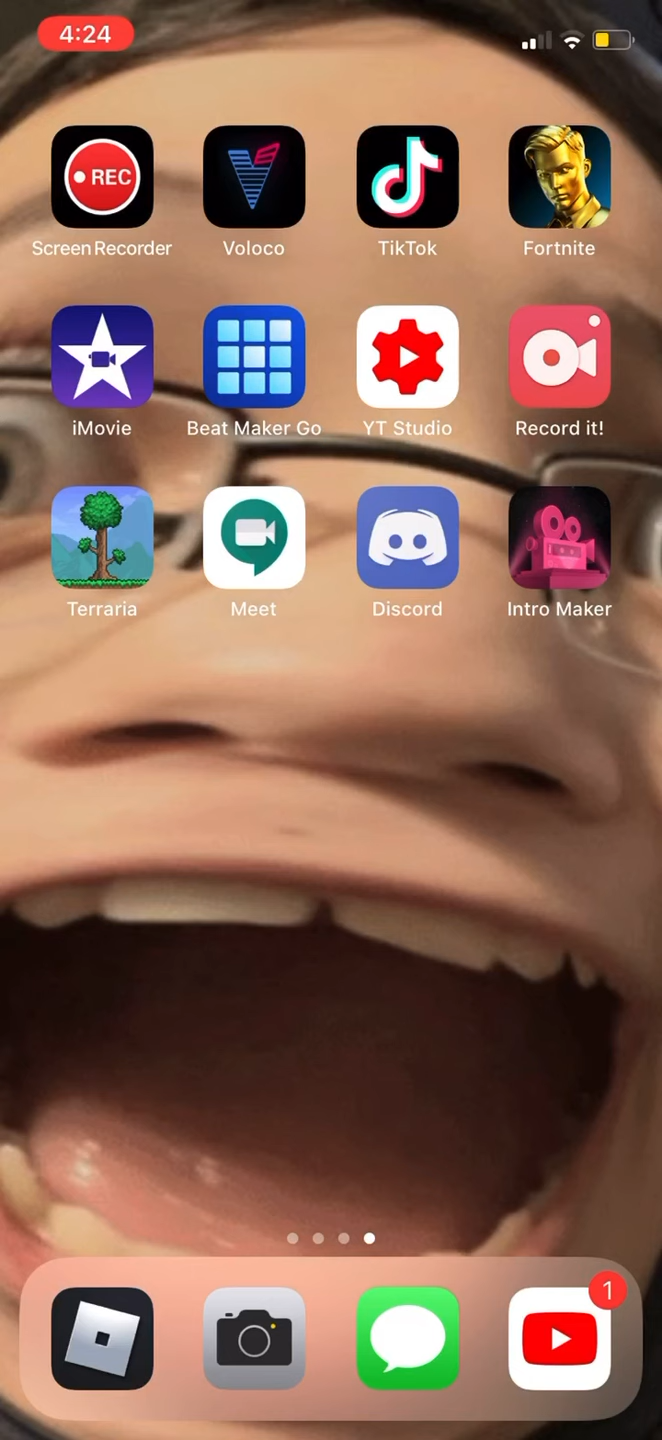 4:24
REC
Screen Recorder
Voloco
TikTok
Fortnite
iMovie
Beat Maker Go
YT Studio
Record it!
Terraria
Meet
Discord
Intro Maker
1